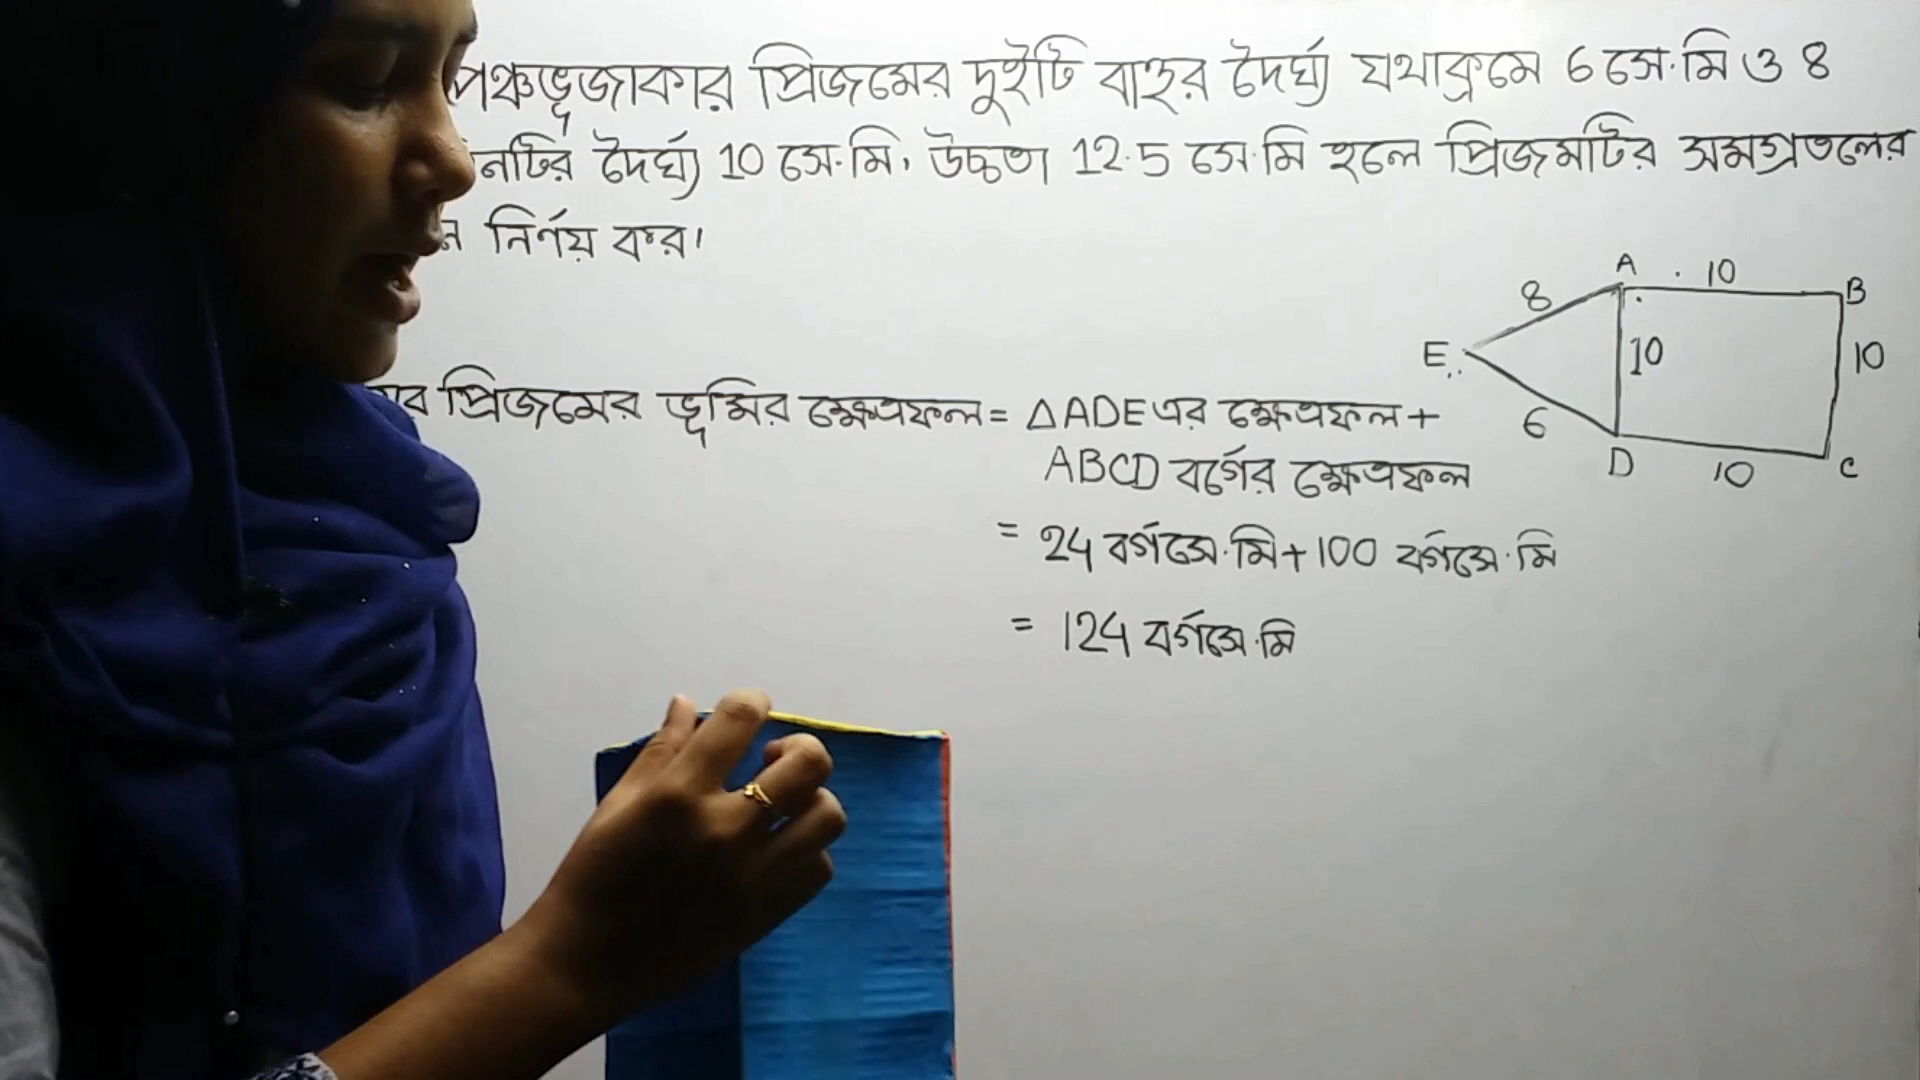 পঞ্চভূজাকার প্রিজমের দুইটি বাহুর দৈর্ঘ্য যথাক্রমে 6 সে.মি ও 8
দৈর্ঘ্য 10 সে.মি, উচ্চতা 12.5 সে.মি হলে প্রিজমটির সমগ্রতলের
নির্ণয় কর।
A 10 B
8
E 10 10
6
D 10 C
প্রিজমের ভূমির ক্ষেত্রফল = △ADE এর ক্ষেত্রফল +
ABCD বর্গের ক্ষেত্রফল
= 24 বর্গসে.মি + 100 বর্গসে.মি
= 124 বর্গসে.মি